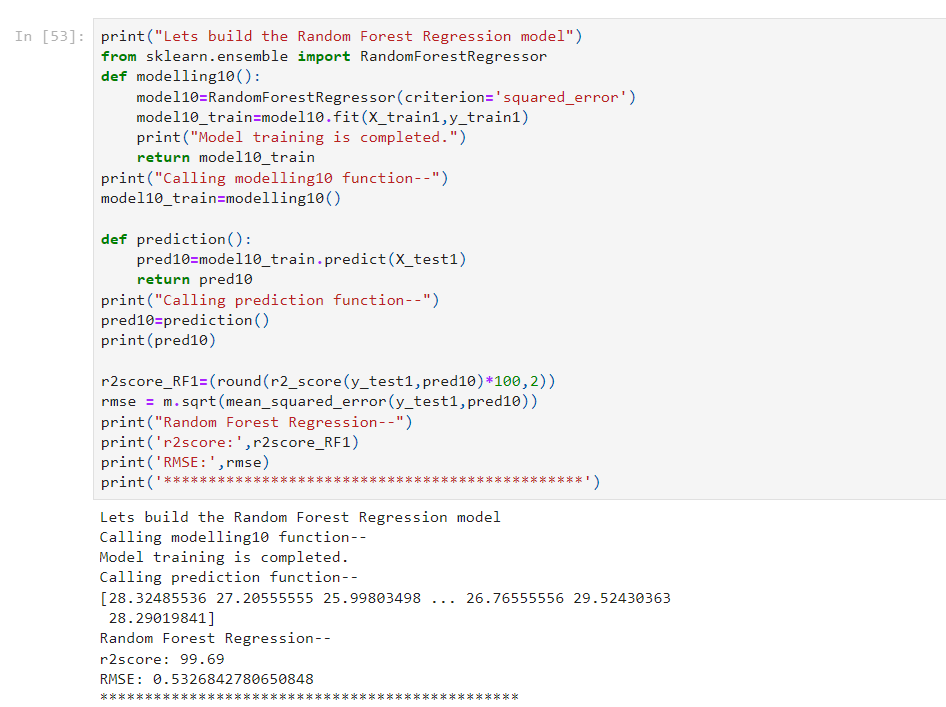 In [53]:
print("Lets build the Random Forest Regression model")
from sklearn.ensemble import RandomForestRegressor
def modelling10():
    model10=RandomForestRegressor(criterion='squared_error')
    model10_train=model10.fit(X_train1,y_train1)
    print("Model training is completed.")
    return model10_train
print("Calling modelling10 function--")
model10_train=modelling10()

def prediction():
    pred10=model10_train.predict(X_test1)
    return pred10
print("Calling prediction function--")
pred10=prediction()
print(pred10)

r2score_RF1=(round(r2_score(y_test1,pred10)*100,2))
rmse = m.sqrt(mean_squared_error(y_test1,pred10))
print("Random Forest Regression--")
print('r2score:',r2score_RF1)
print('RMSE:',rmse)
print('***********************************************')
Lets build the Random Forest Regression model
Calling modelling10 function--
Model training is completed.
Calling prediction function--
[28.32485536 27.20555555 25.99803498 ... 26.76555556 29.52430363
 28.29019841]
Random Forest Regression--
r2score: 99.69
RMSE: 0.5326842780650848
***********************************************